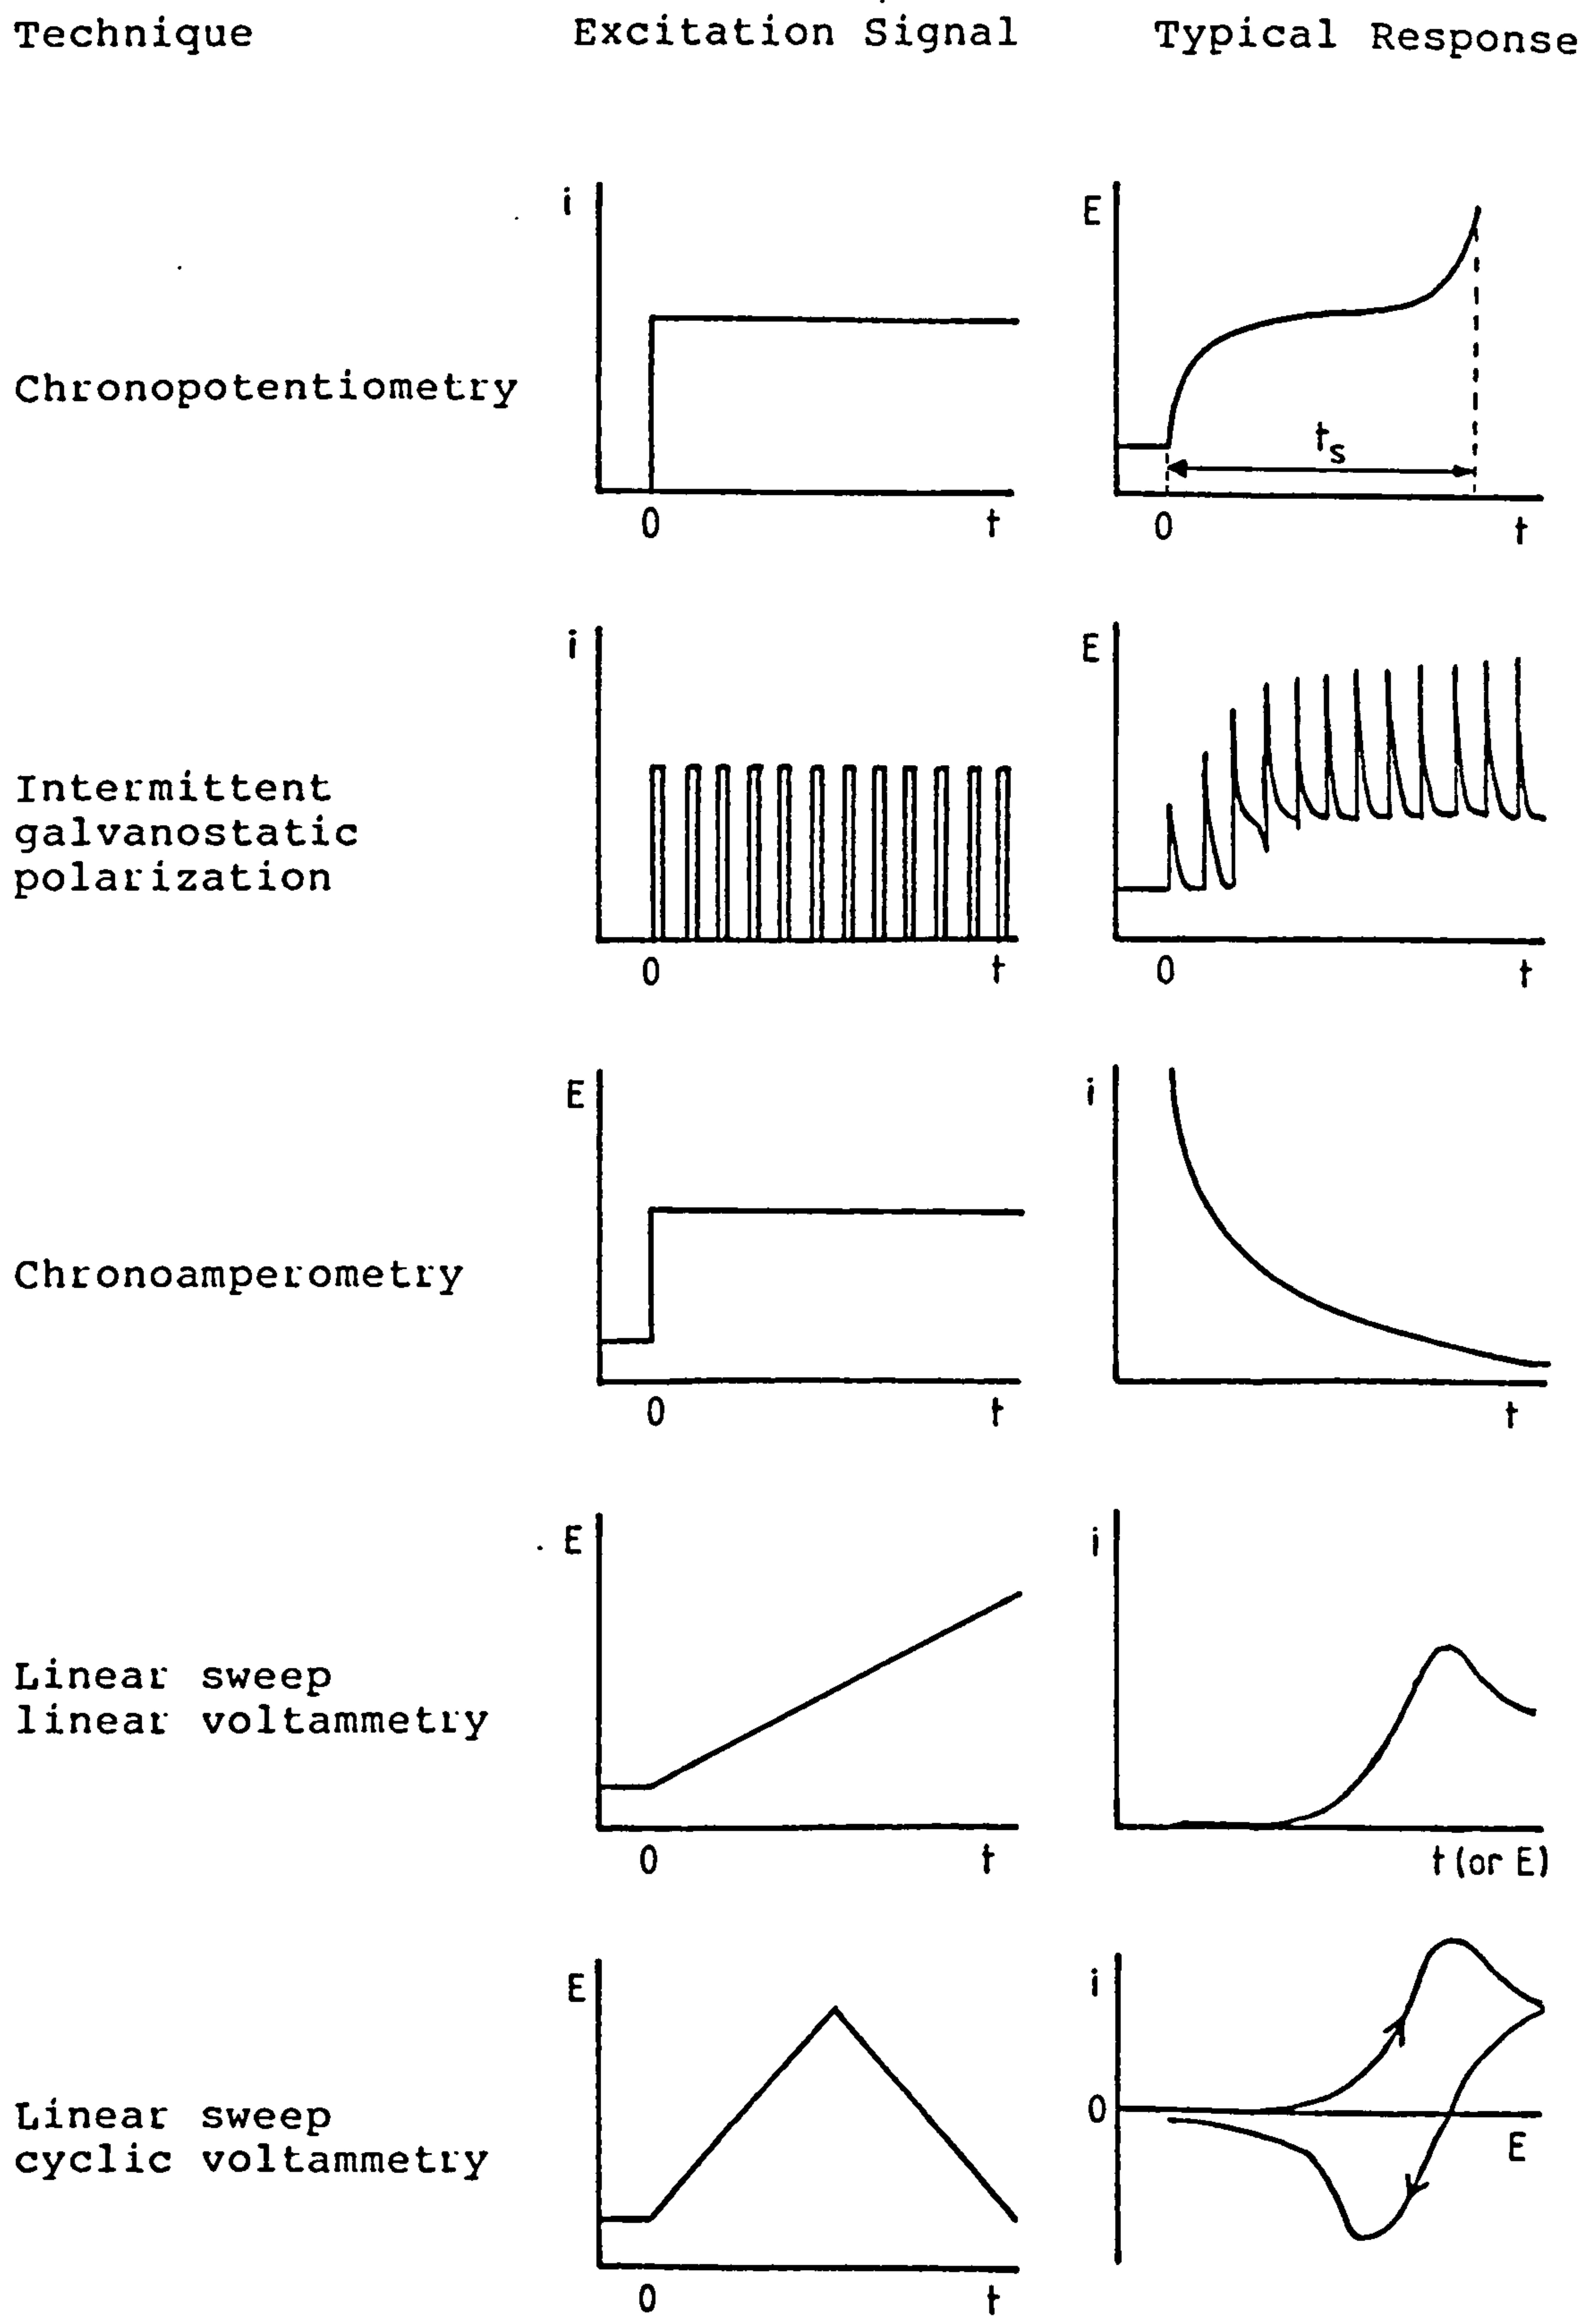 Technique Excitation Signal Typical Response
i E
Chronopotentiometry
t_s
0 t 0 t
i E
Intermittent
galvanostatic
polarization
0 t 0 t
E i
Chronoamperometry
0 t t
E i
Linear sweep
linear voltammetry
0 t t (or E)
E i
0
Linear sweep
cyclic voltammetry
E
0 t